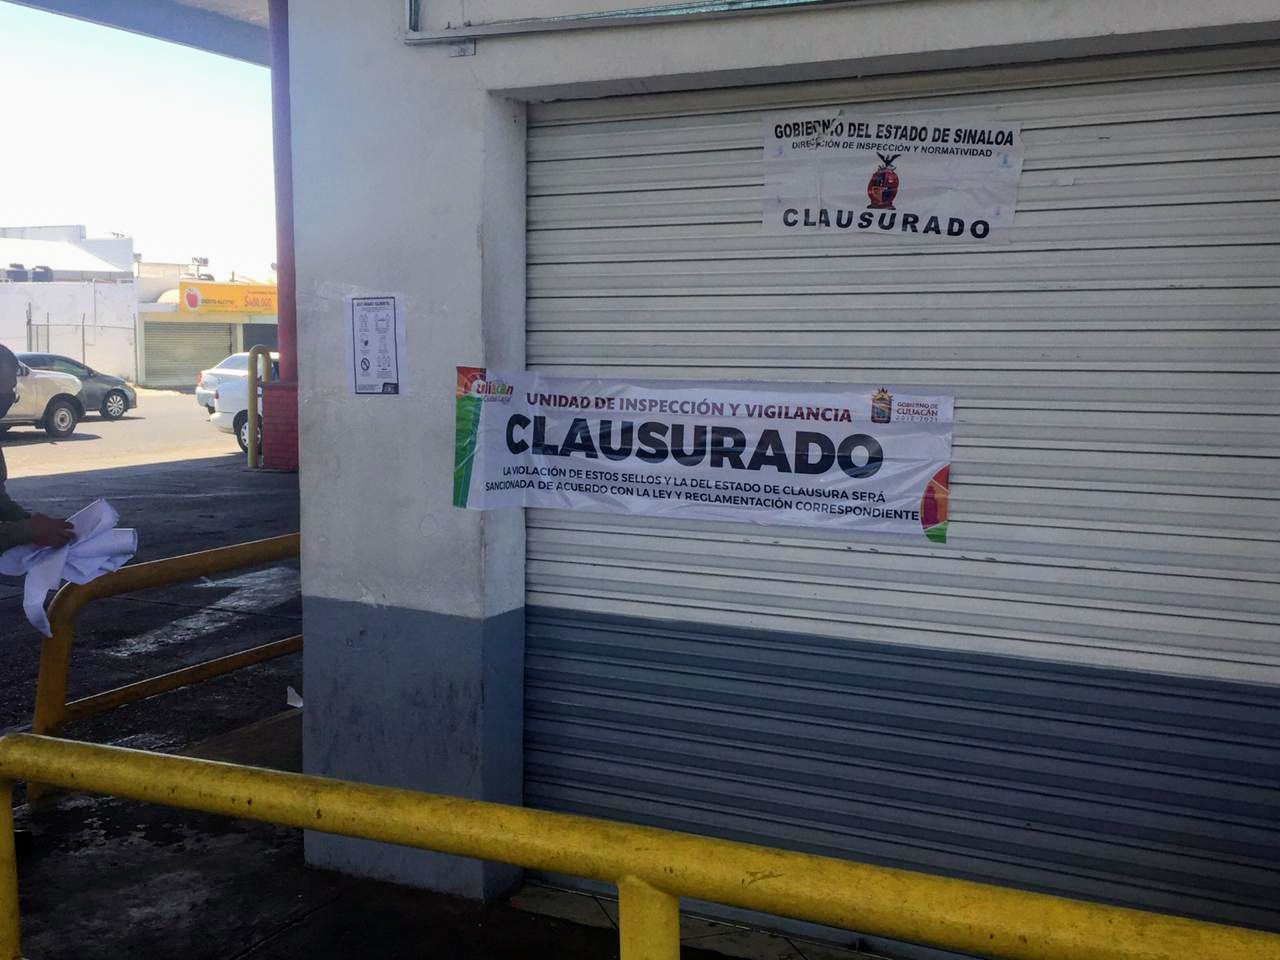 GOBIERNO DEL ESTADO DE SINALOA
DIRECCIÓN DE INSPECCIÓN Y NORMATIVIDAD
CLAUSURADO
Culiacán
UNIDAD DE INSPECCIÓN Y VIGILANCIA
GOBIERNO DE
CULIACÁN
CLAUSURADO
LA VIOLACIÓN DE ESTOS SELLOS Y LA DEL ESTADO DE CLAUSURA SERÁ
SANCIONADA DE ACUERDO CON LA LEY Y REGLAMENTACIÓN CORRESPONDIENTE